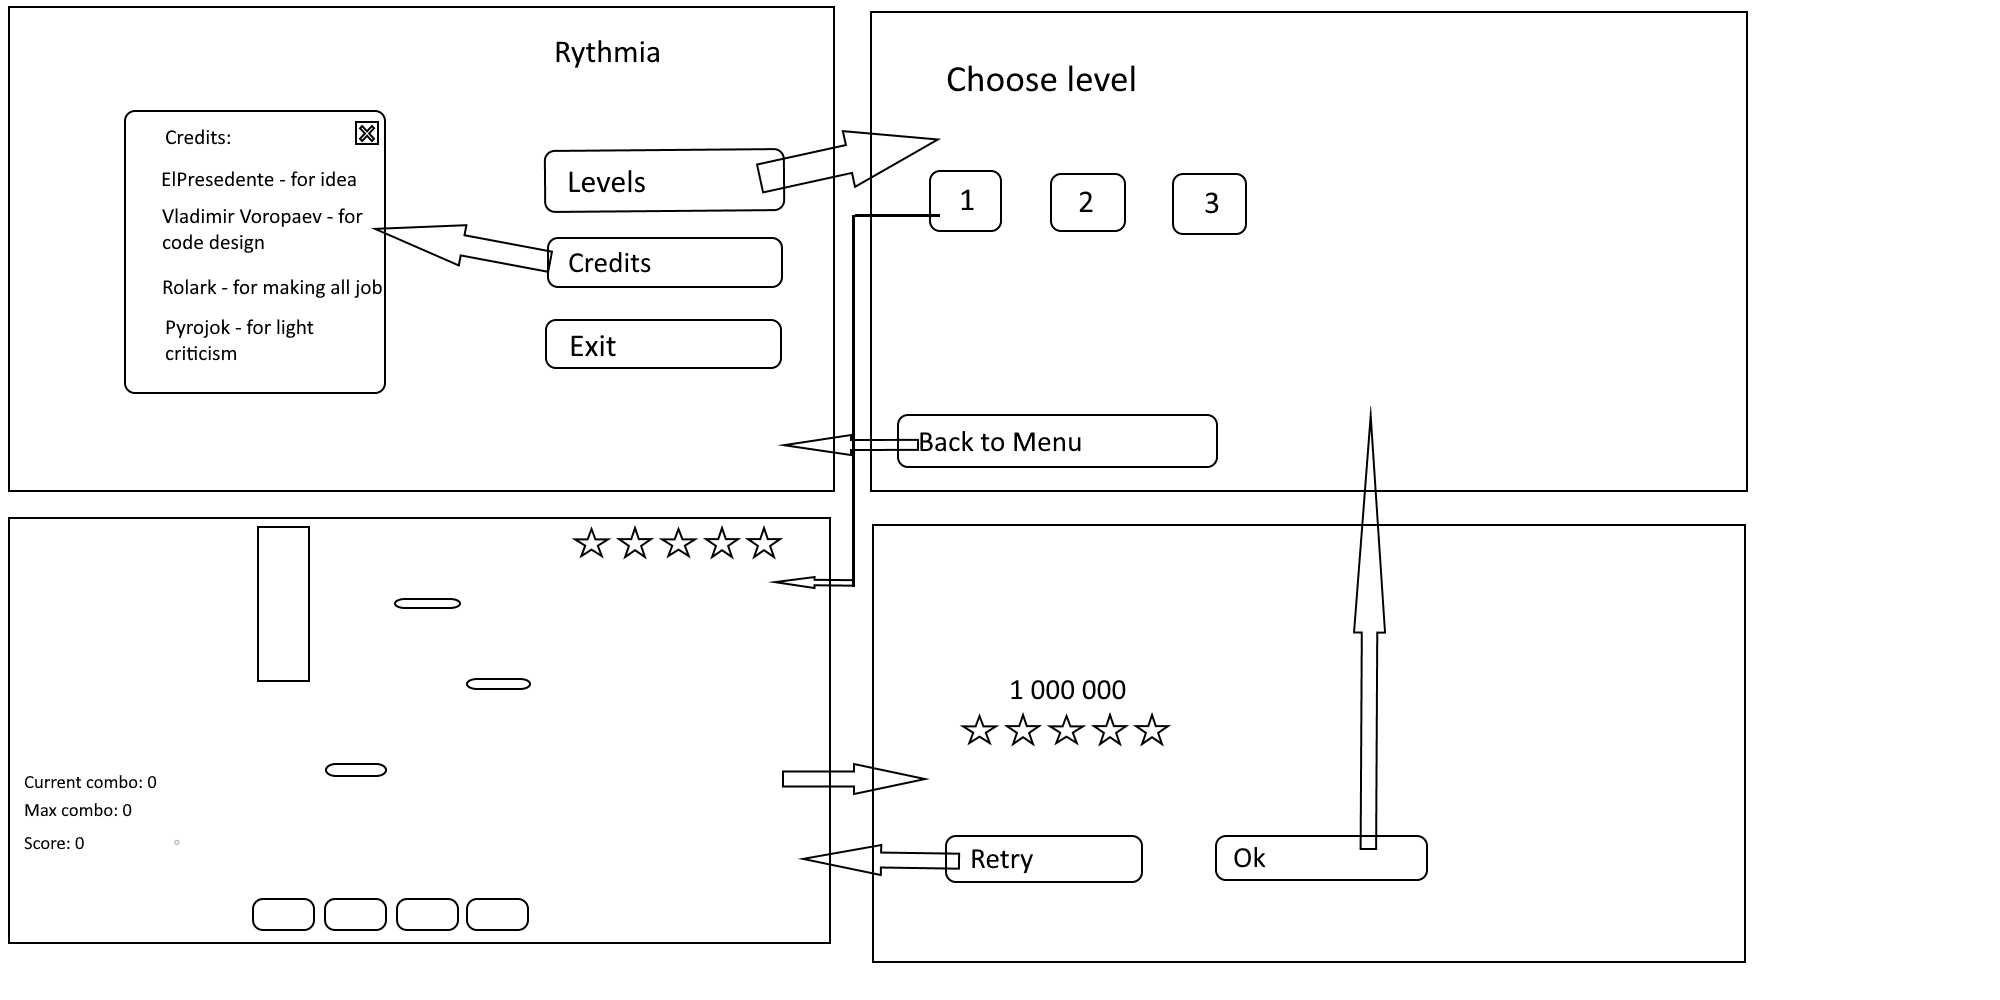 Rythmia
Credits:
ElPresedente - for idea
Vladimir Voropaev - for
code design
Rolark - for making all job
Pyrojok - for light
criticism
Levels
Credits
Exit
Choose level
1
2
3
Back to Menu
Current combo: 0
Max combo: 0
Score: 0
1 000 000
Retry
Ok